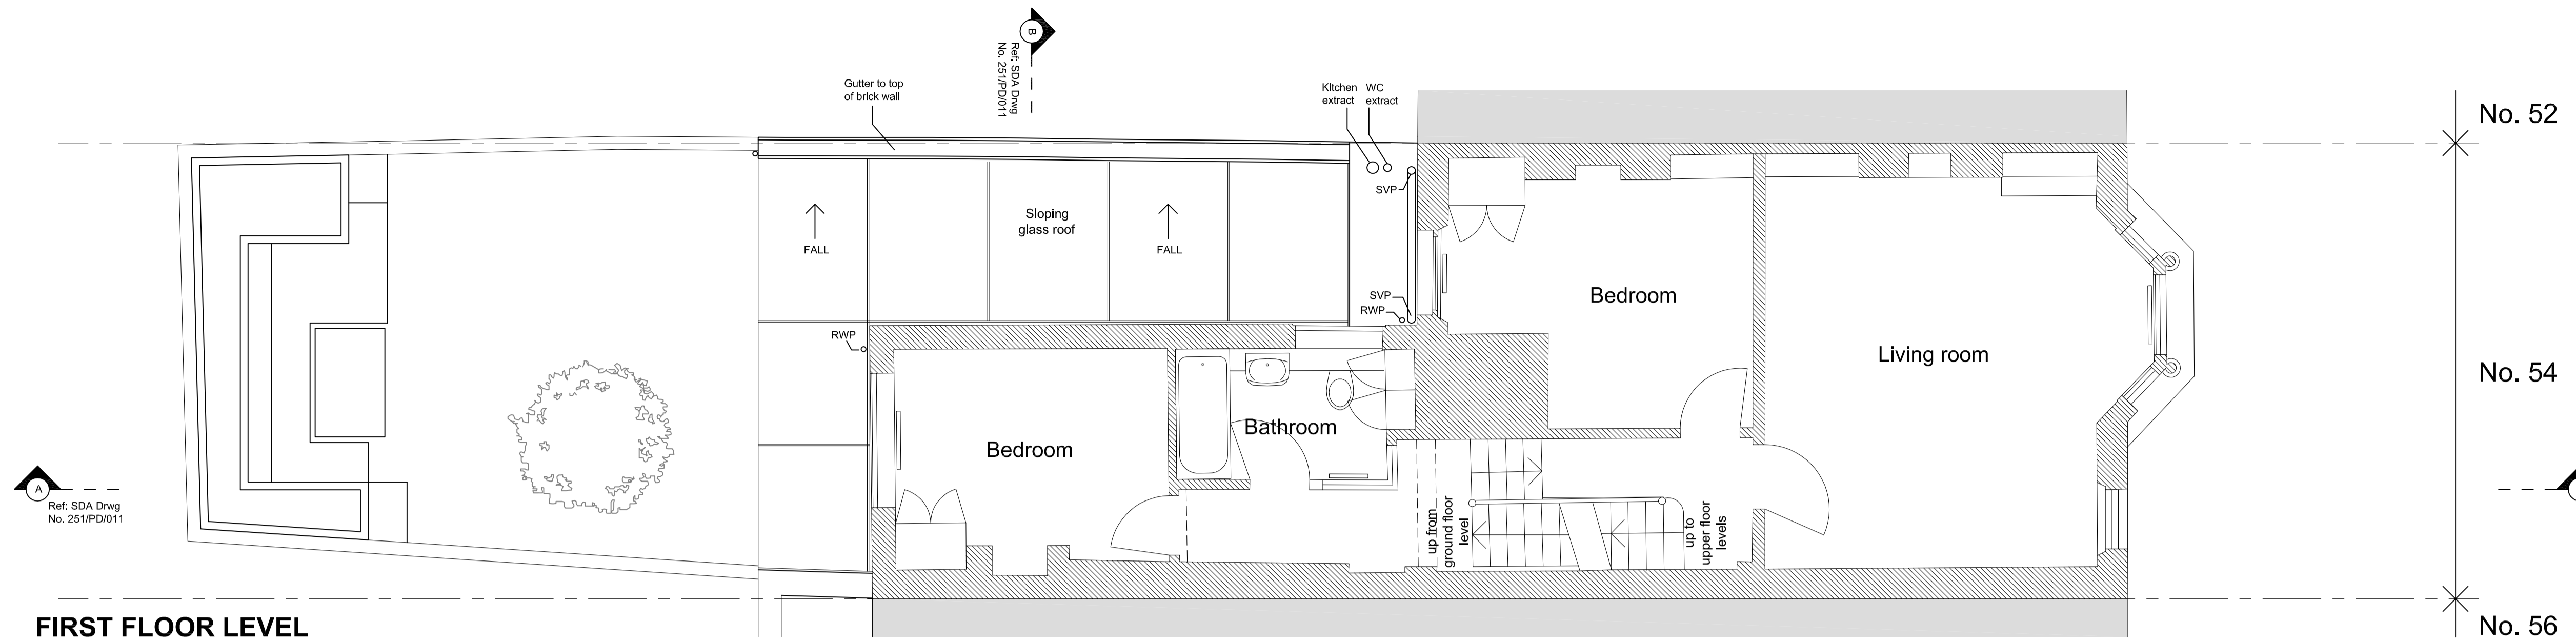 B
Ref: SDA Drwg
No. 251/PD/011
Gutter to top
of brick wall
Kitchen
extract
WC
extract
No. 52
SVP
Sloping
glass roof
FALL
FALL
Bedroom
SVP
RWP
RWP
Living room
No. 54
Bathroom
Bedroom
A
Ref: SDA Drwg
No. 251/PD/011
up from
ground floor
level
up to
upper floor
levels
FIRST FLOOR LEVEL
No. 56